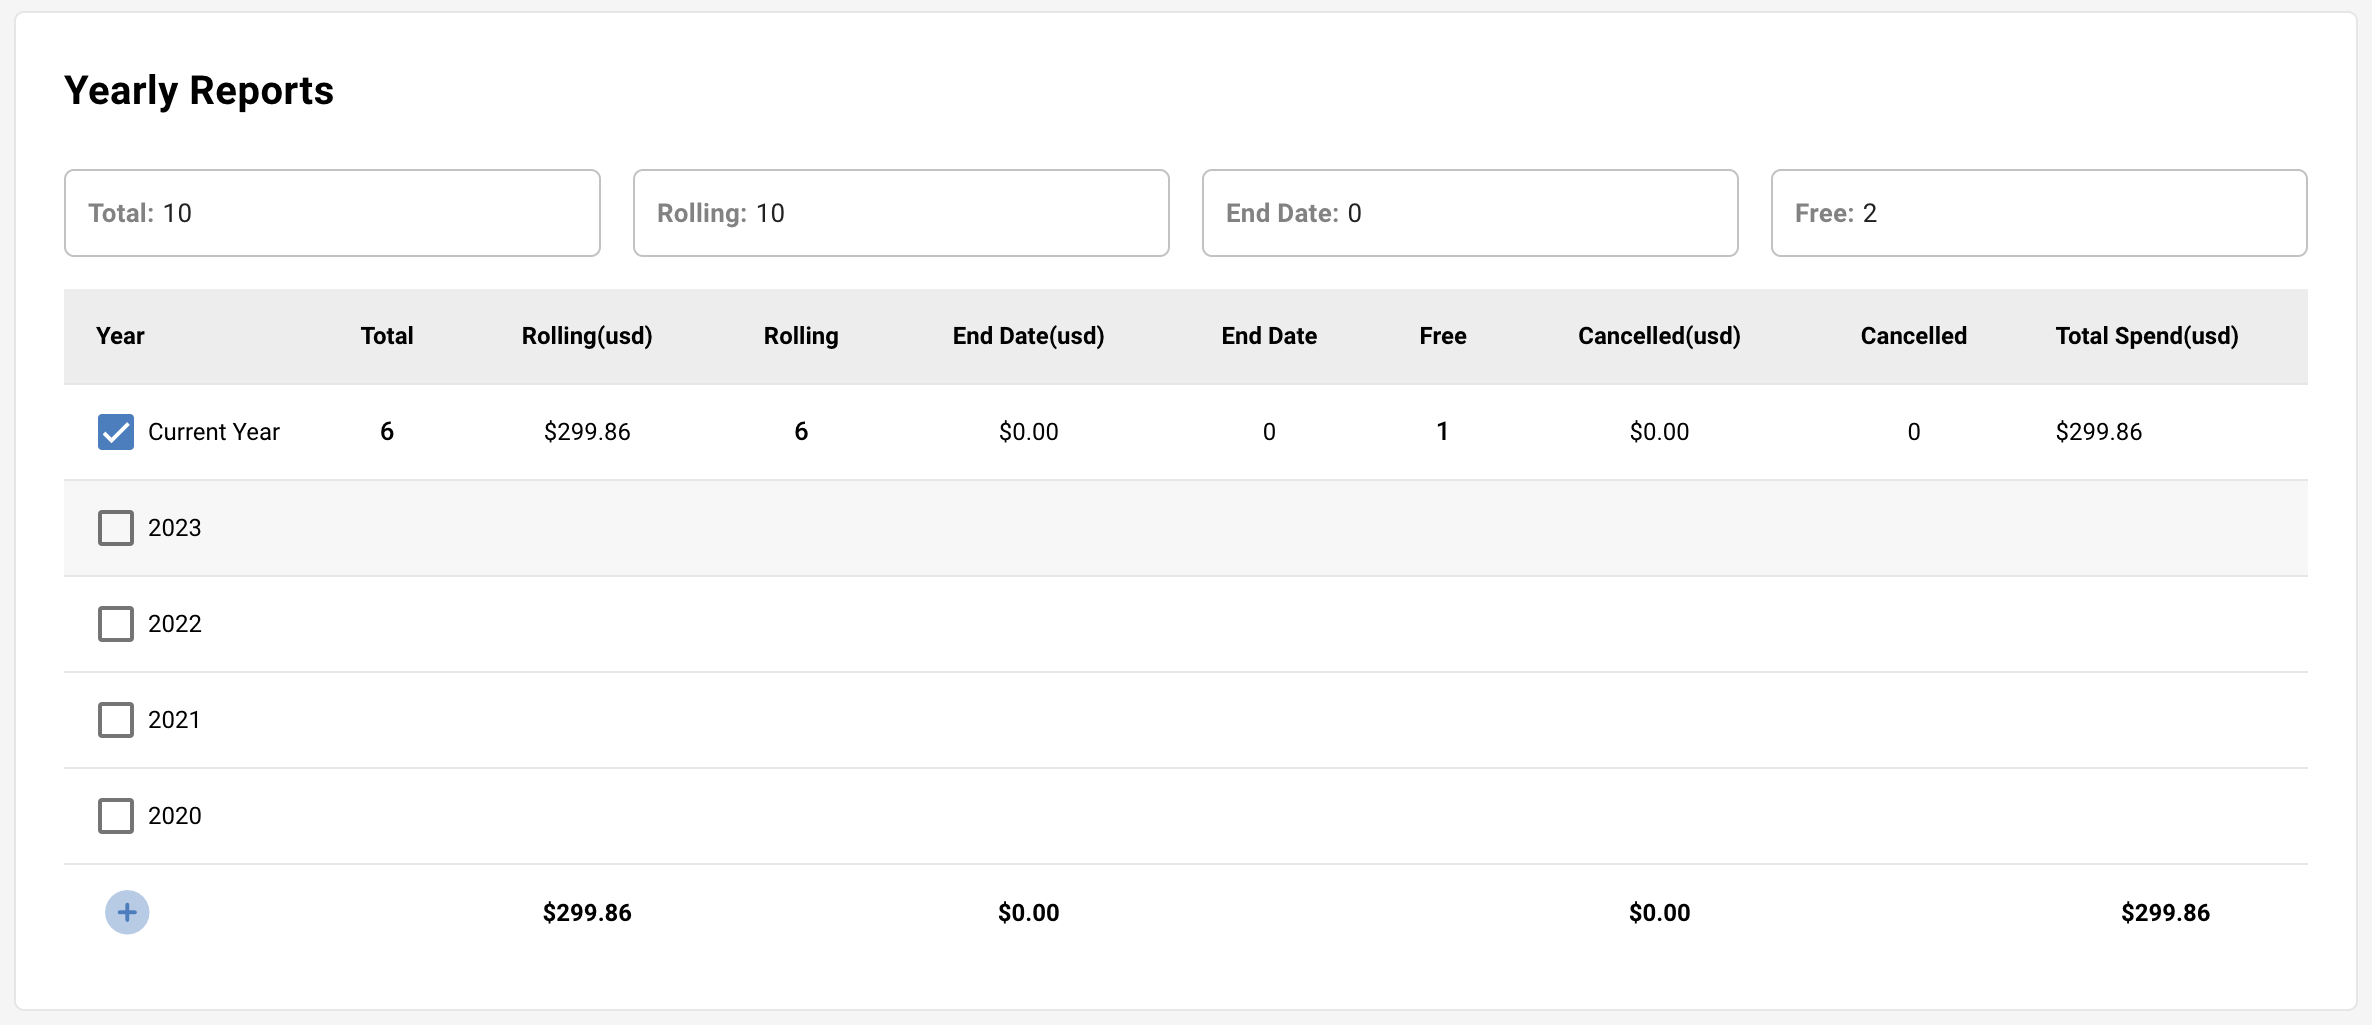 Yearly Reports
Total: 10 Rolling: 10 End Date: 0 Free: 2
Year Total Rolling(usd) Rolling End Date(usd) End Date Free Cancelled(usd) Cancelled Total Spend(usd)
Current Year 6 $299.86 6 $0.00 0 1 $0.00 0 $299.86
2023
2022
2021
2020
+ $299.86 $0.00 $0.00 $299.86